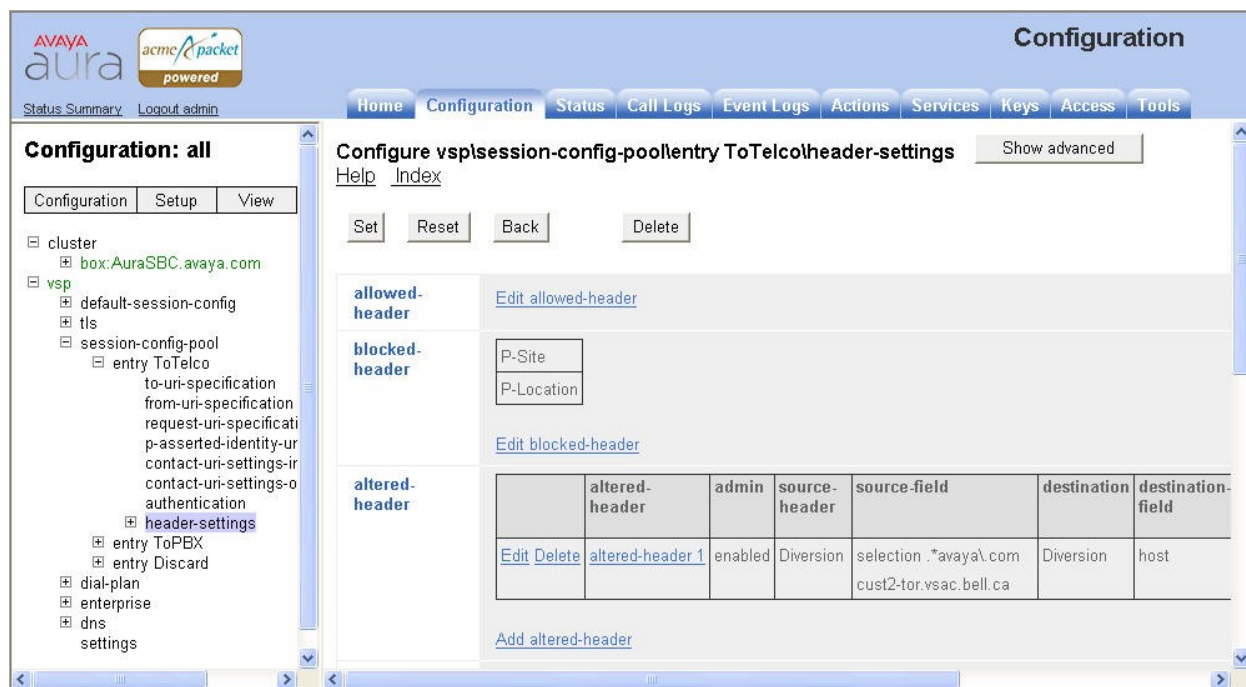 AVAYA
aura
acme packet
powered
Configuration
Status Summary Logout admin
Home Configuration Status Call Logs Event Logs Actions Services Keys Access Tools
Configuration: all
Configuration Setup View
cluster
box:AuraSBC.avaya.com
vsp
default-session-config
tls
session-config-pool
entry ToTelco
to-uri-specification
from-uri-specification
request-uri-specificati
p-asserted-identity-ur
contact-uri-settings-ir
contact-uri-settings-o
authentication
header-settings
entry ToPBX
entry Discard
dial-plan
enterprise
dns
settings
Configure vsp\session-config-pool\entry ToTelco\header-settings Show advanced
Help Index
Set Reset Back Delete
allowed-
header
Edit allowed-header
blocked-
header
P-Site
P-Location
Edit blocked-header
altered-
header
altered-
header
admin
source-
header
source-field
destination
destination-
field
Edit Delete altered-header 1 enabled Diversion selection .*avaya\.com
cust2-tor.vsac.bell.ca
Diversion host
Add altered-header